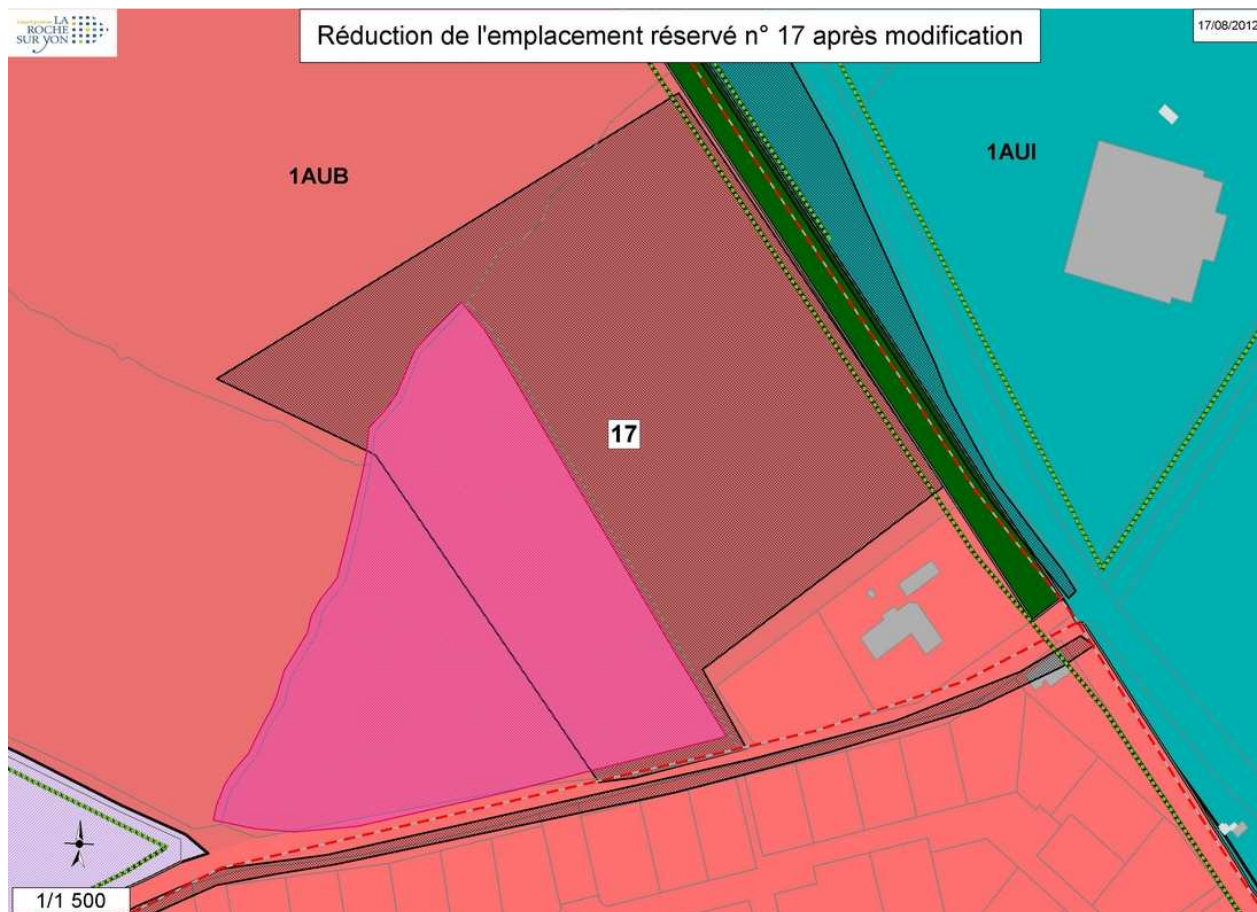 LA
ROCHE
SUR YON
Réduction de l'emplacement réservé n° 17 après modification
17/08/2012
1AUB
1AUI
17
1/1 500